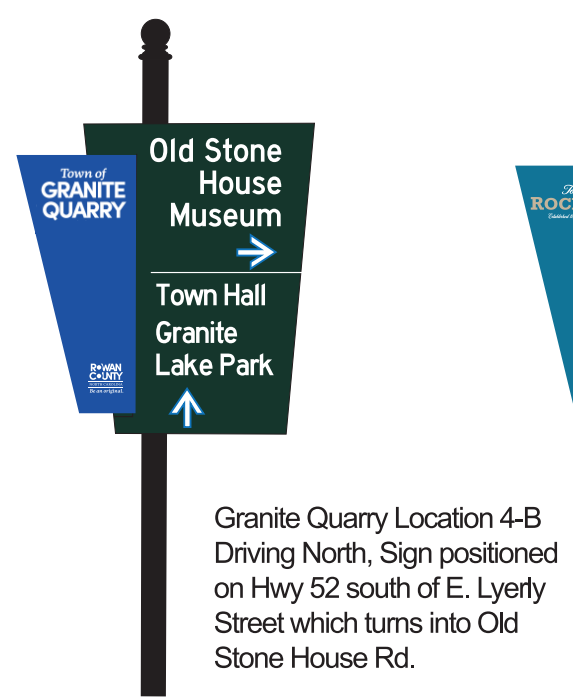 Town of
GRANITE
QUARRY
ROWAN
COUNTY
NORTH CAROLINA
Be an original.
Old Stone
House
Museum
Town Hall
Granite
Lake Park
Granite Quarry Location 4-B
Driving North, Sign positioned
on Hwy 52 south of E. Lyerly
Street which turns into Old
Stone House Rd.